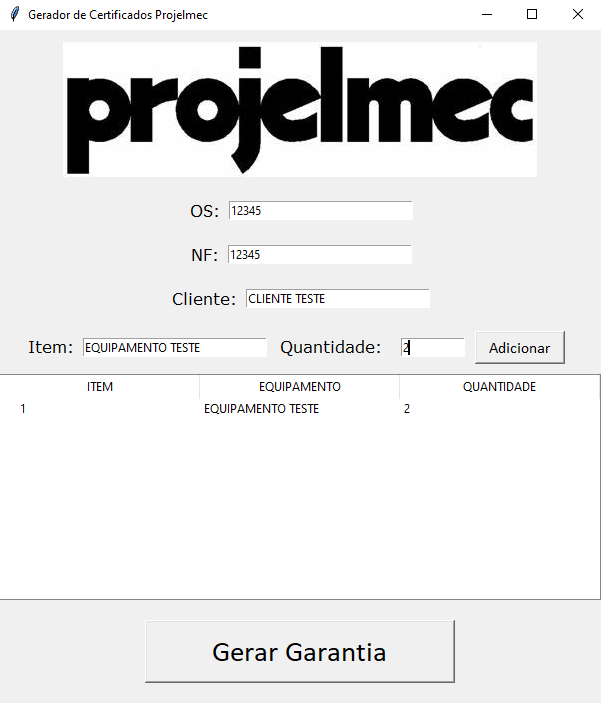 Gerador de Certificados Projelmec
projelmec
OS: 12345
NF: 12345
Cliente: CLIENTE TESTE
Item: EQUIPAMENTO TESTE Quantidade: 2 Adicionar
ITEM EQUIPAMENTO QUANTIDADE
1 EQUIPAMENTO TESTE 2
Gerar Garantia